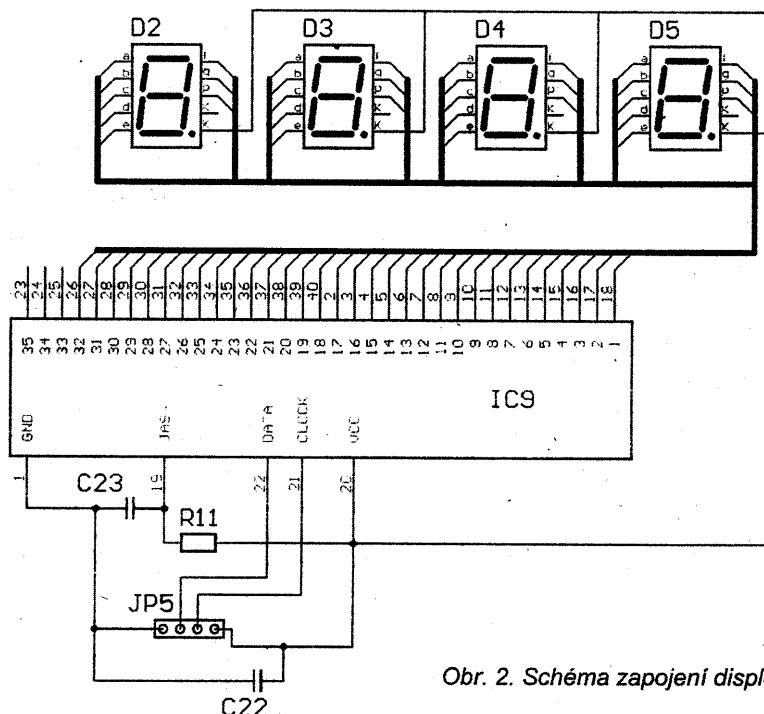 D2 D3 D4 D5
a f a f a f a f
b g b g b g b g
c p c p c p c p
d K d K d K d K
e K e K e K e K
23 24 25 26 27 28 29 30 31 32 33 34 35 36 37 38 39 40 2 3 4 5 6 7 8 9 10 11 12 13 14 15 16 17 18
35 34 33 32 31 30 29 28 27 26 25 24 23 22 21 20 19 18 17 16 15 14 13 12 11 10 9 8 7 6 5 4 3 2 1
IC9
GND JAS DATA CLOCK VCC
1 19 22 21 20
C23
R11
JP5
C22
Obr. 2. Schéma zapojení disple